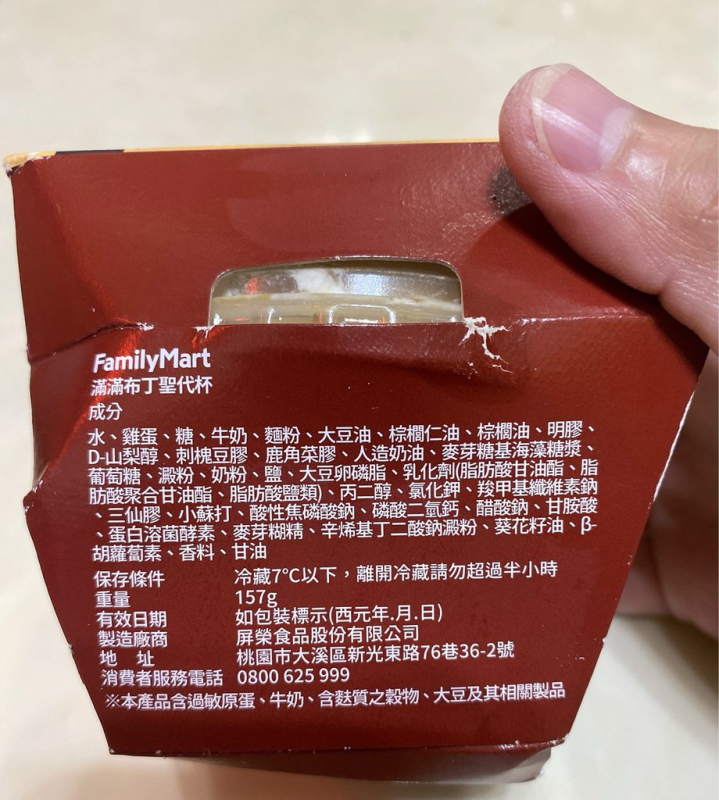 FamilyMart
滿滿布丁聖代杯
成分
水、雞蛋、糖、牛奶、麵粉、大豆油、棕櫚仁油、棕櫚油、明膠、
D-山梨醇、刺槐豆膠、鹿角菜膠、人造奶油、麥芽糖基海藻糖漿、
葡萄糖、澱粉、奶粉、鹽、大豆卵磷脂、乳化劑(脂肪酸甘油酯、脂
肪酸聚合甘油酯、脂肪酸鹽類)、丙二醇、氯化鉀、羧甲基纖維素鈉
、三仙膠、小蘇打、酸性焦磷酸鈉、磷酸二氫鈣、醋酸鈉、甘胺酸
、蛋白溶菌酵素、麥芽糊精、辛烯基丁二酸鈉澱粉、葵花籽油、β-
胡蘿蔔素、香料、甘油
保存條件 冷藏7℃以下，離開冷藏請勿超過半小時
重量 157g
有效日期 如包裝標示(西元年.月.日)
製造廠商 屏榮食品股份有限公司
地 址 桃園市大溪區新光東路76巷36-2號
消費者服務電話 0800 625 999
※本產品含過敏原蛋、牛奶、含麩質之穀物、大豆及其相關製品